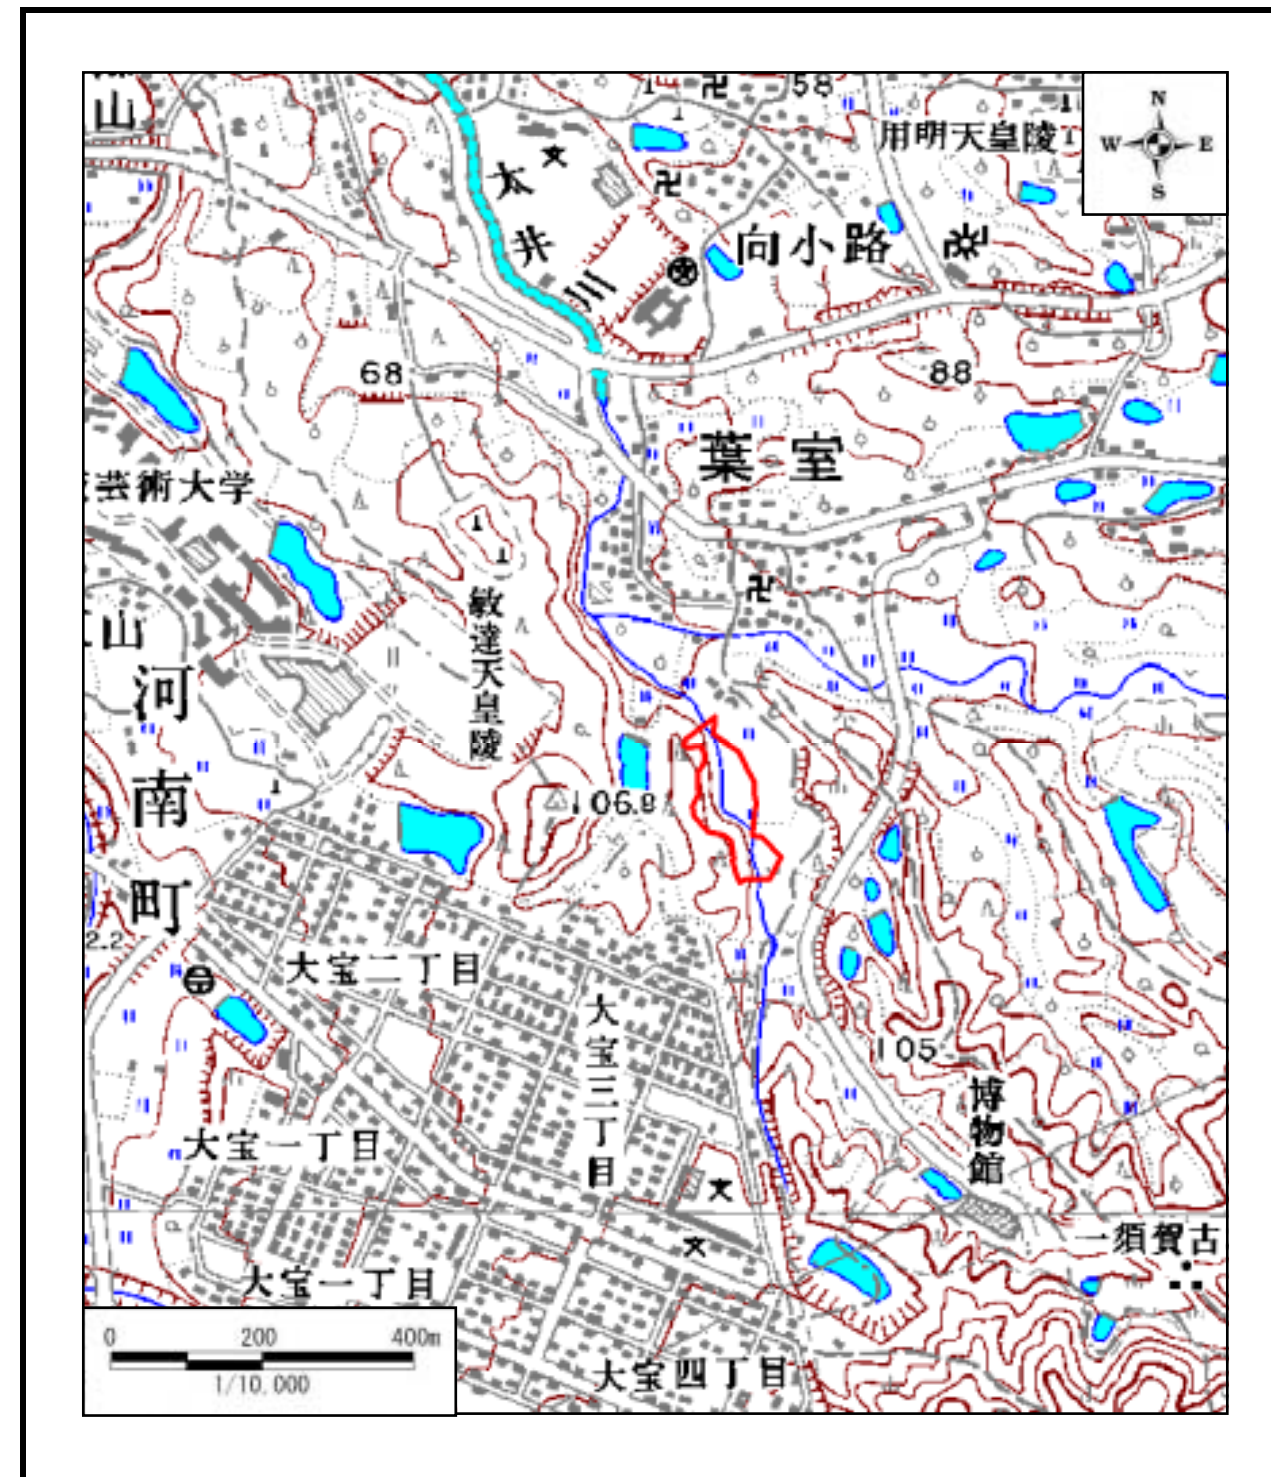 山
58
用明天皇陵
N
W E
S
太井川
向小路
68
88
葉室
芸術大学
敏達天皇陵
山
河南町
106.8
2.2
大宝二丁目
大宝三丁目
105
博物館
大宝一丁目
一須賀古
大宝一丁目
大宝四丁目
0 200 400m
1/10,000